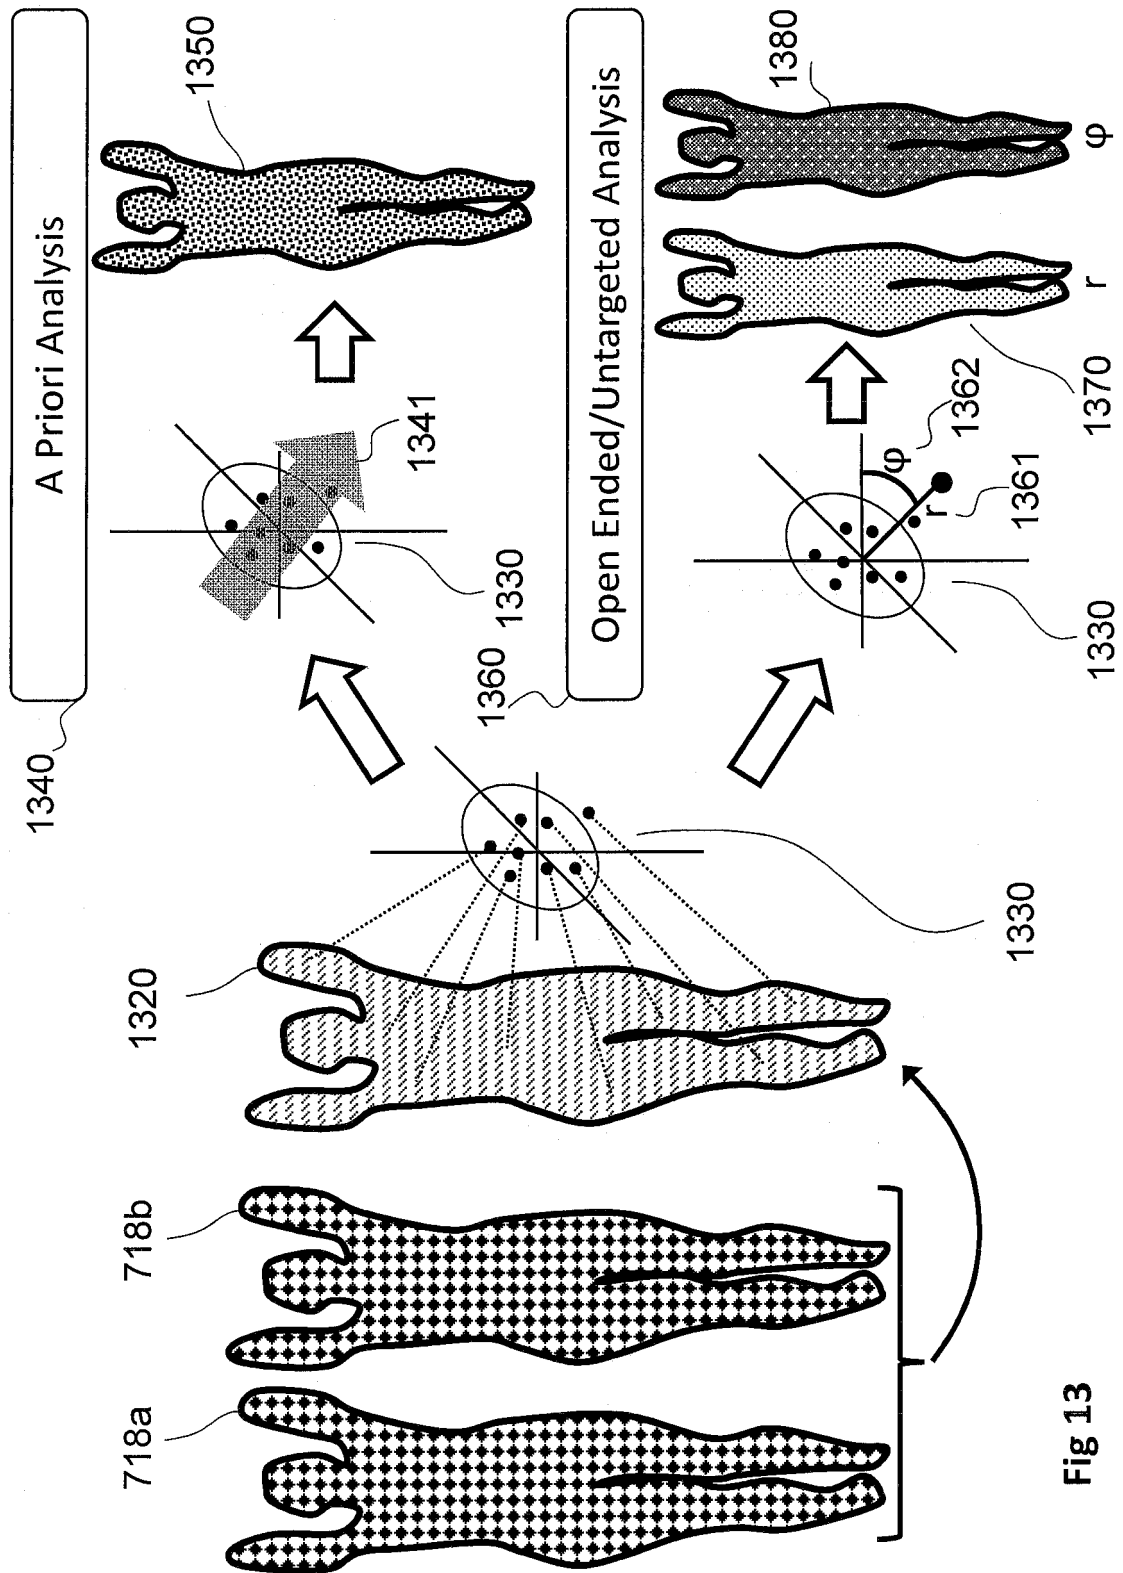 718a
718b
1320
1330
1340
A Priori Analysis
1341
1330
1350
1360
Open Ended/Untargeted Analysis
φ
r
1362
1361
1330
1370
1380
r
φ
Fig 13